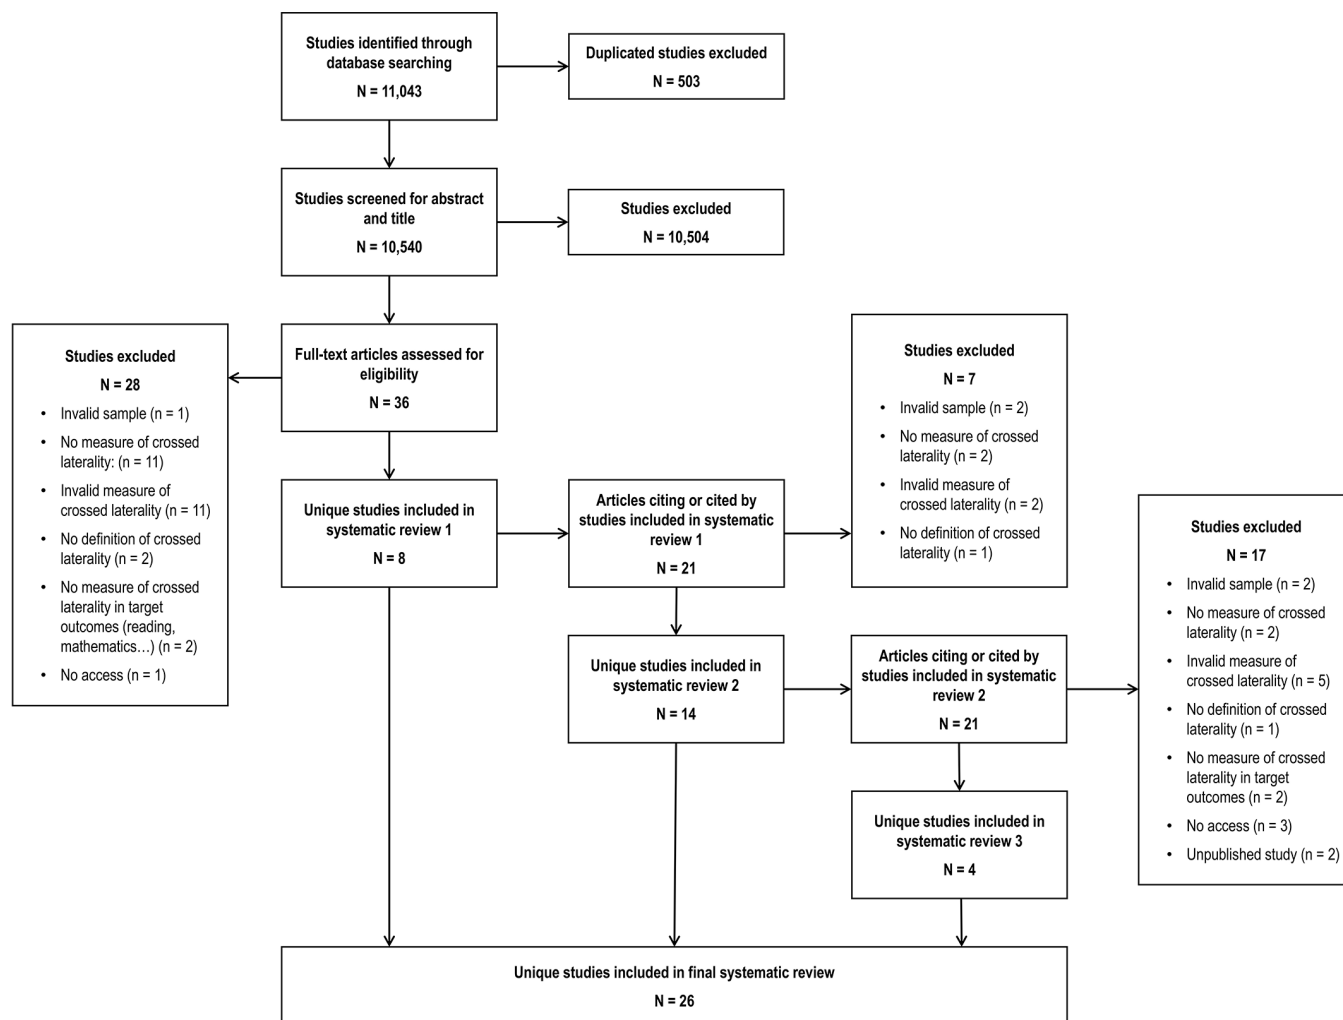 Studies identified through
database searching
N = 11,043
Duplicated studies excluded
N = 503
Studies screened for abstract
and title
N = 10,540
Studies excluded
N = 10,504
Full-text articles assessed for
eligibility
N = 36
Studies excluded
N = 28
• Invalid sample (n = 1)
• No measure of crossed
laterality: (n = 11)
• Invalid measure of
crossed laterality (n = 11)
• No definition of crossed
laterality (n = 2)
• No measure of crossed
laterality in target
outcomes (reading,
mathematics…) (n = 2)
• No access (n = 1)
Unique studies included in
systematic review 1
N = 8
Articles citing or cited by
studies included in systematic
review 1
N = 21
Studies excluded
N = 7
• Invalid sample (n = 2)
• No measure of crossed
laterality (n = 2)
• Invalid measure of
crossed laterality (n = 2)
• No definition of crossed
laterality (n = 1)
Unique studies included in
systematic review 2
N = 14
Articles citing or cited by
studies included in systematic
review 2
N = 21
Studies excluded
N = 17
• Invalid sample (n = 2)
• No measure of crossed
laterality (n = 2)
• Invalid measure of
crossed laterality (n = 5)
• No definition of crossed
laterality (n = 1)
• No measure of crossed
laterality in target
outcomes (n = 2)
• No access (n = 3)
• Unpublished study (n = 2)
Unique studies included in
systematic review 3
N = 4
Unique studies included in final systematic review
N = 26